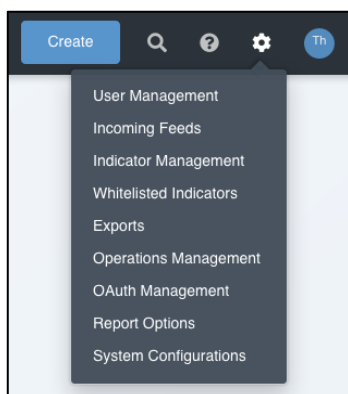 Create
Th
User Management
Incoming Feeds
Indicator Management
Whitelisted Indicators
Exports
Operations Management
OAuth Management
Report Options
System Configurations